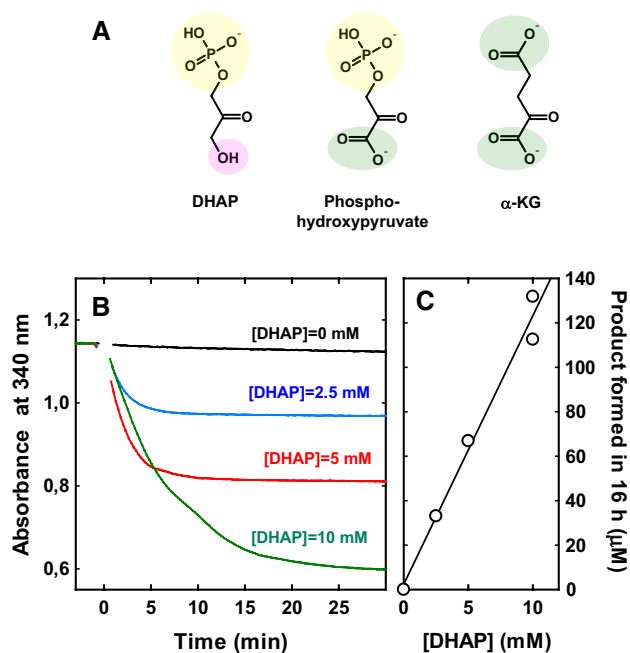 A
HO O⁻
P
O
O
O
OH
HO O⁻
P
O
O
O
O O⁻
O O⁻
O
O O⁻
DHAP
Phospho-
hydroxypyruvate
α-KG
B
Absorbance at 340 nm
1,2
1,0
0,8
0,6
[DHAP]=0 mM
[DHAP]=2.5 mM
[DHAP]=5 mM
[DHAP]=10 mM
0 5 10 15 20 25
Time (min)
C
140
120
100
80
60
40
20
0
Product formed in 16 h (µM)
0 5 10
[DHAP] (mM)